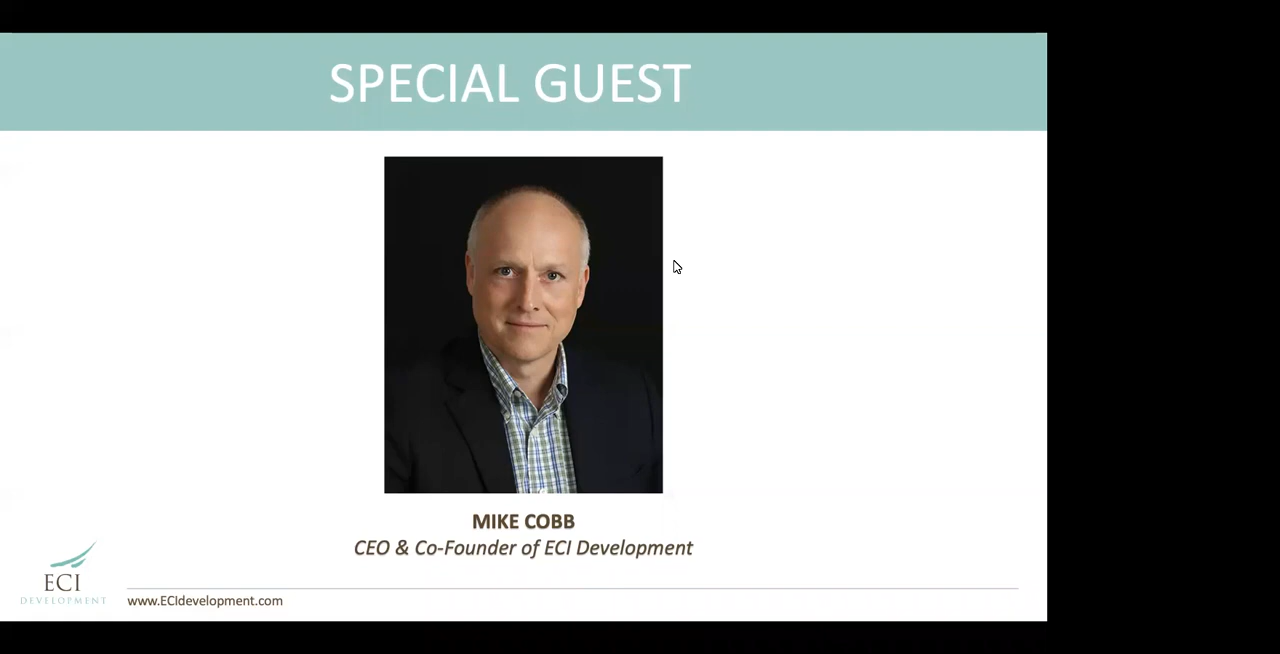 SPECIAL GUEST
MIKE COBB
CEO & Co-Founder of ECI Development
ECI
DEVELOPMENT
www.ECIdevelopment.com